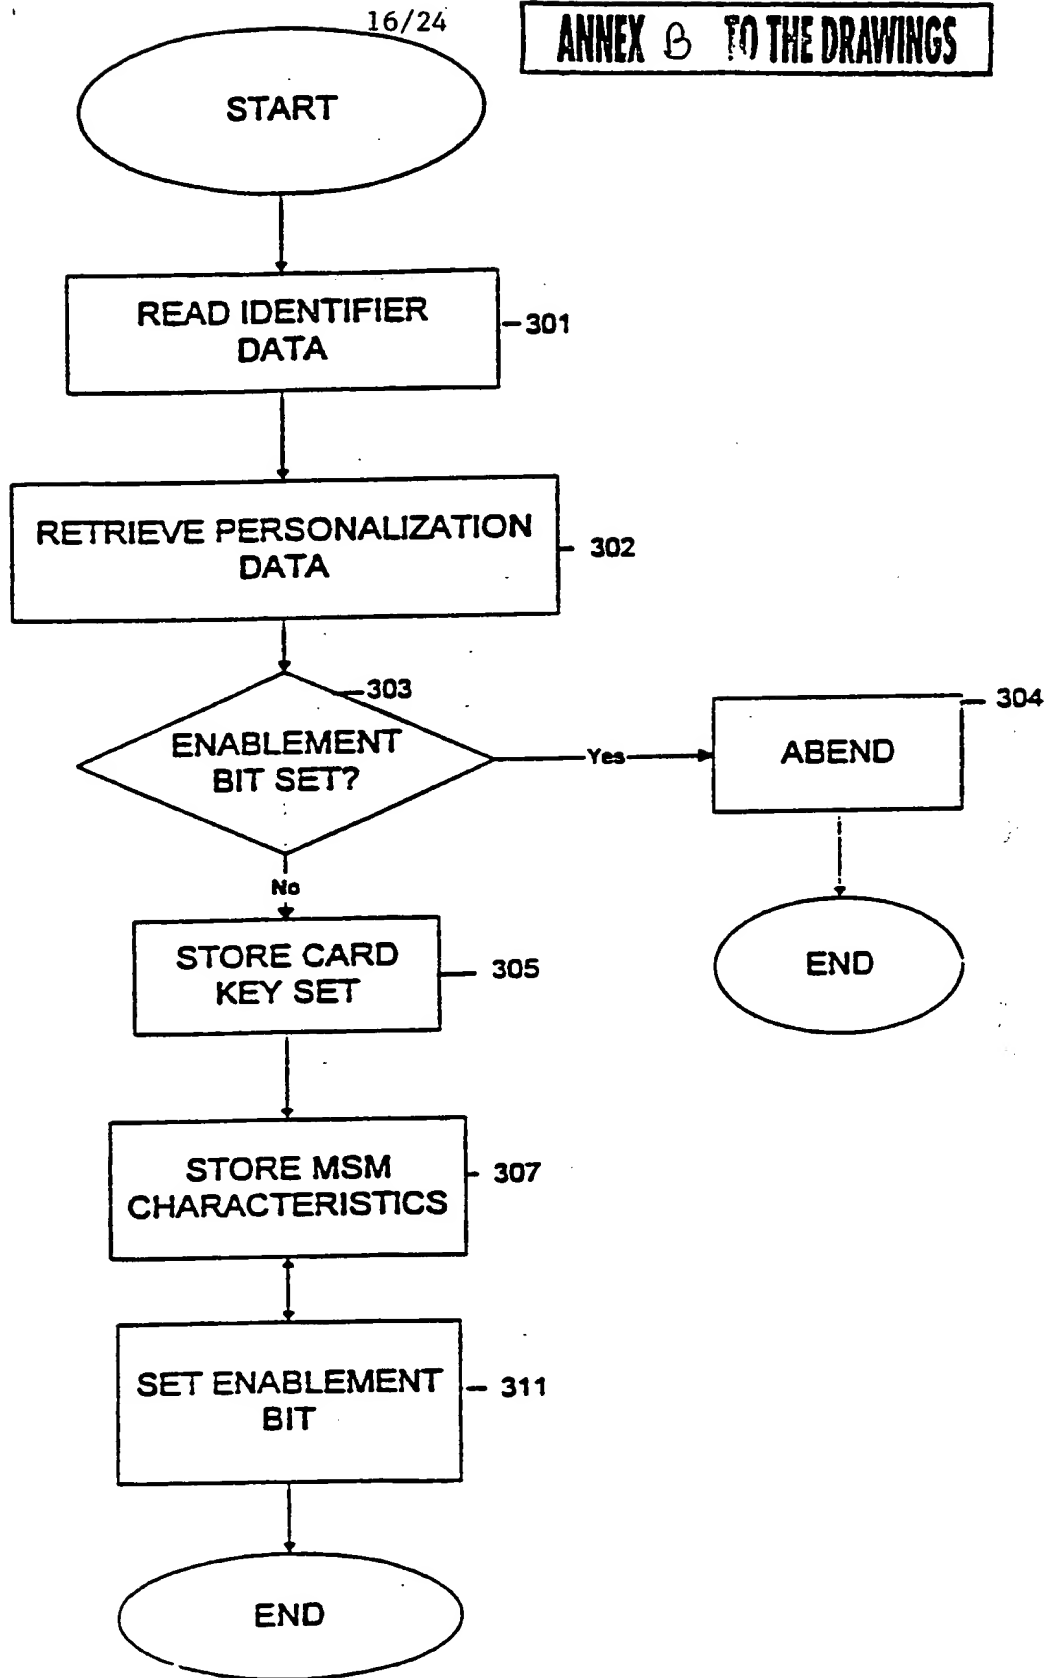 16/24
ANNEX B TO THE DRAWINGS
START
READ IDENTIFIER
DATA
301
RETRIEVE PERSONALIZATION
DATA
302
303
ENABLEMENT
BIT SET?
Yes
304
ABEND
END
No
STORE CARD
KEY SET
305
STORE MSM
CHARACTERISTICS
307
SET ENABLEMENT
BIT
311
END